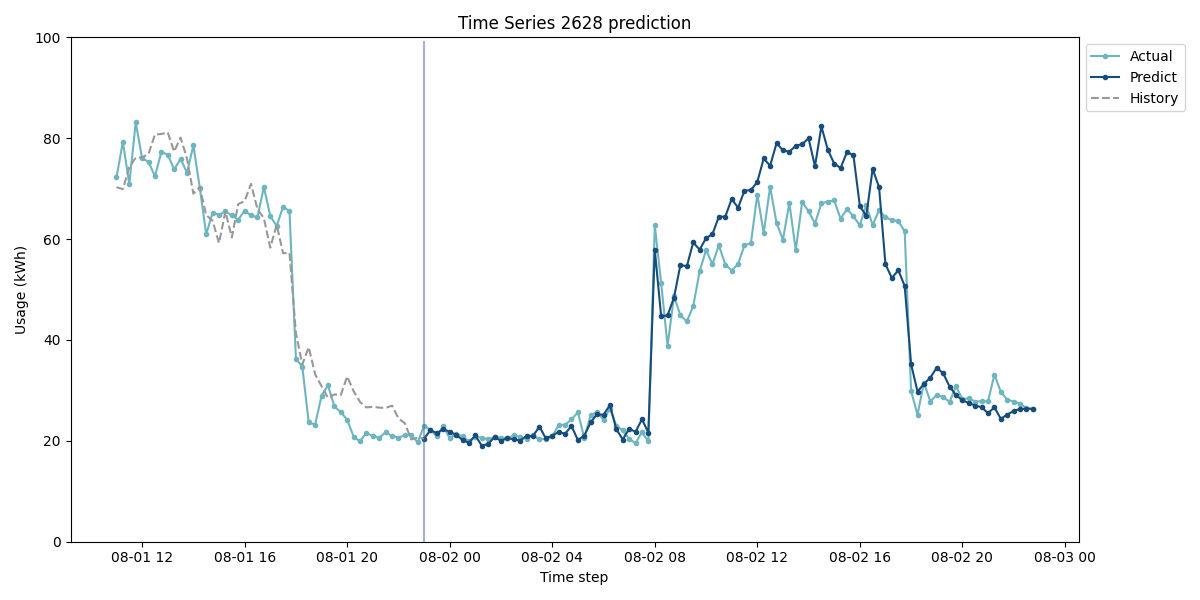 Time Series 2628 prediction
100
80
60
40
20
0
Usage (kWh)
08-01 12
08-01 16
08-01 20
08-02 00
08-02 04
08-02 08
08-02 12
08-02 16
08-02 20
08-03 00
Time step
Actual
Predict
History